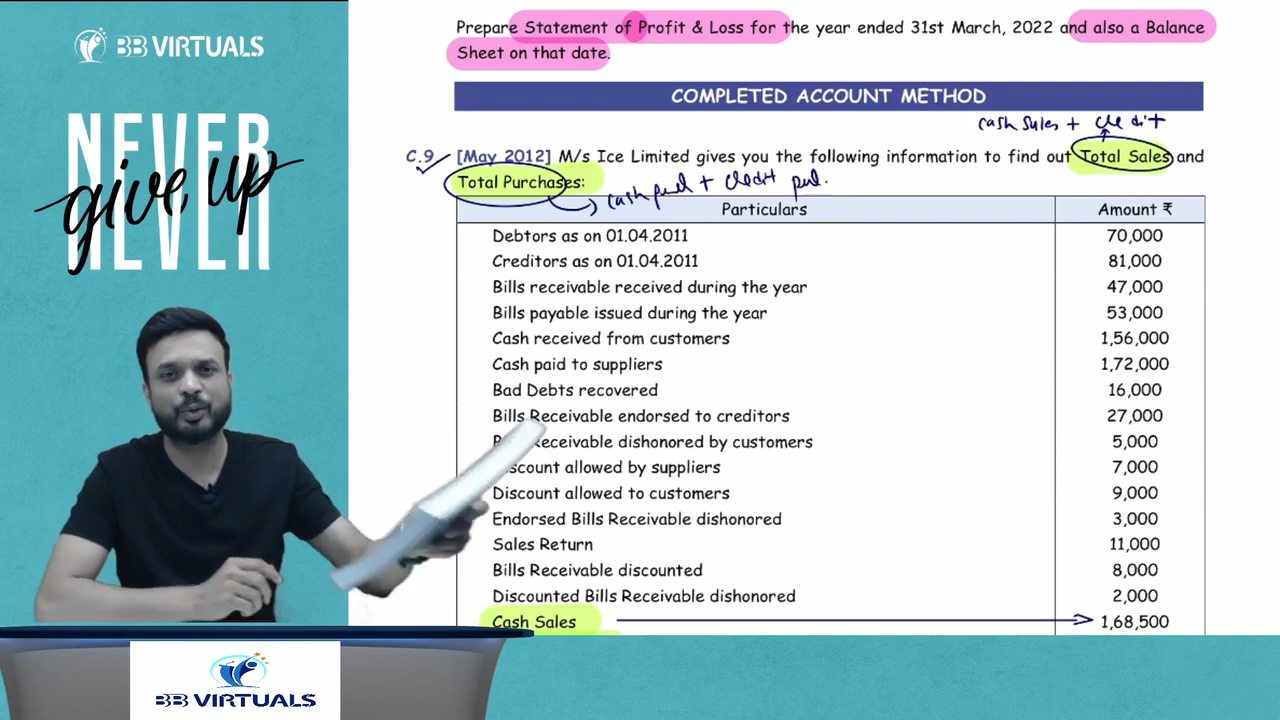 BB VIRTUALS
NEVER
give up
NEVER
Prepare Statement of Profit & Loss for the year ended 31st March, 2022 and also a Balance
Sheet on that date.
COMPLETED ACCOUNT METHOD
cash sales + credit
C.9 [May 2012] M/s Ice Limited gives you the following information to find out Total Sales and
Total Purchases: cash pur + credit pur.
Particulars Amount ₹
Debtors as on 01.04.2011 70,000
Creditors as on 01.04.2011 81,000
Bills receivable received during the year 47,000
Bills payable issued during the year 53,000
Cash received from customers 1,56,000
Cash paid to suppliers 1,72,000
Bad Debts recovered 16,000
Bills Receivable endorsed to creditors 27,000
Receivable dishonored by customers 5,000
scount allowed by suppliers 7,000
Discount allowed to customers 9,000
Endorsed Bills Receivable dishonored 3,000
Sales Return 11,000
Bills Receivable discounted 8,000
Discounted Bills Receivable dishonored 2,000
Cash Sales 1,68,500
BB VIRTUALS